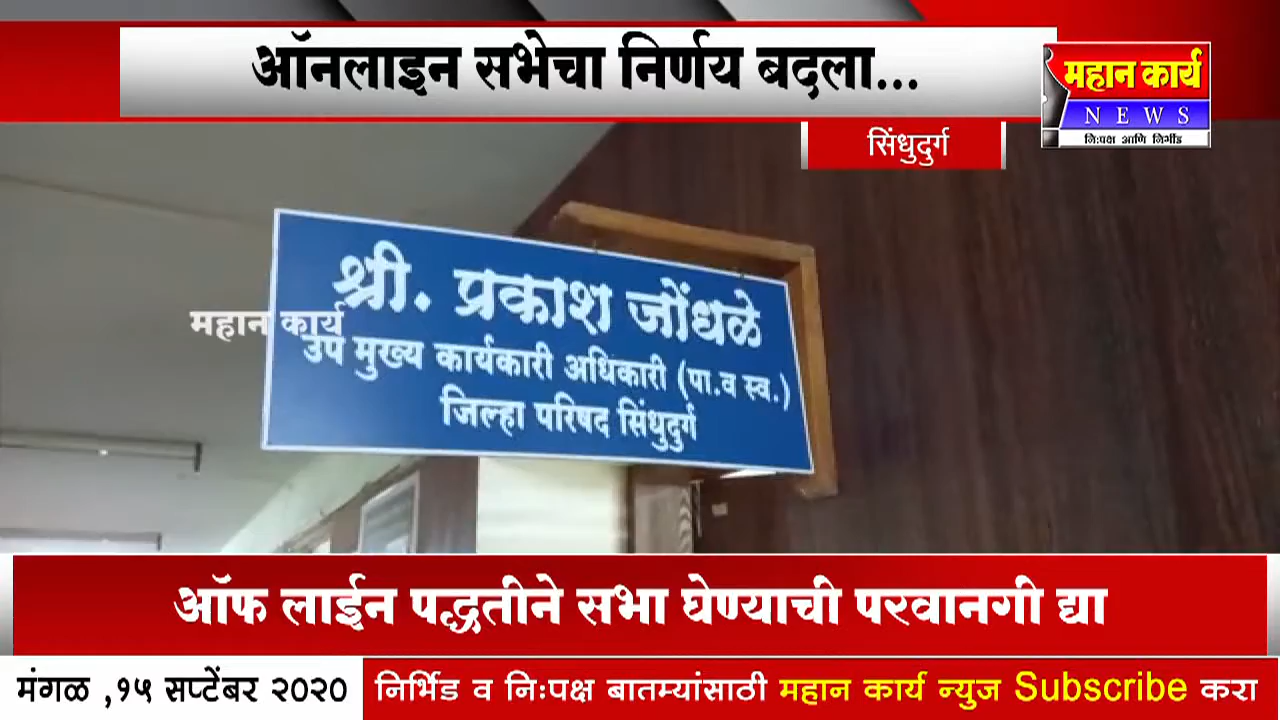 ऑनलाइन सभेचा निर्णय बदला...
महान कार्य
NEWS
नि:पक्ष आणि निर्भीड
सिंधुदुर्ग
श्री. प्रकाश जोंधळे
महान कार्य
उप मुख्य कार्यकारी अधिकारी (पा.व स्व.)
जिल्हा परिषद सिंधुदुर्ग
ऑफ लाईन पद्धतीने सभा घेण्याची परवानगी द्या
मंगळ ,१५ सप्टेंबर २०२०
निर्भिड व नि:पक्ष बातम्यांसाठी महान कार्य न्युज Subscribe करा